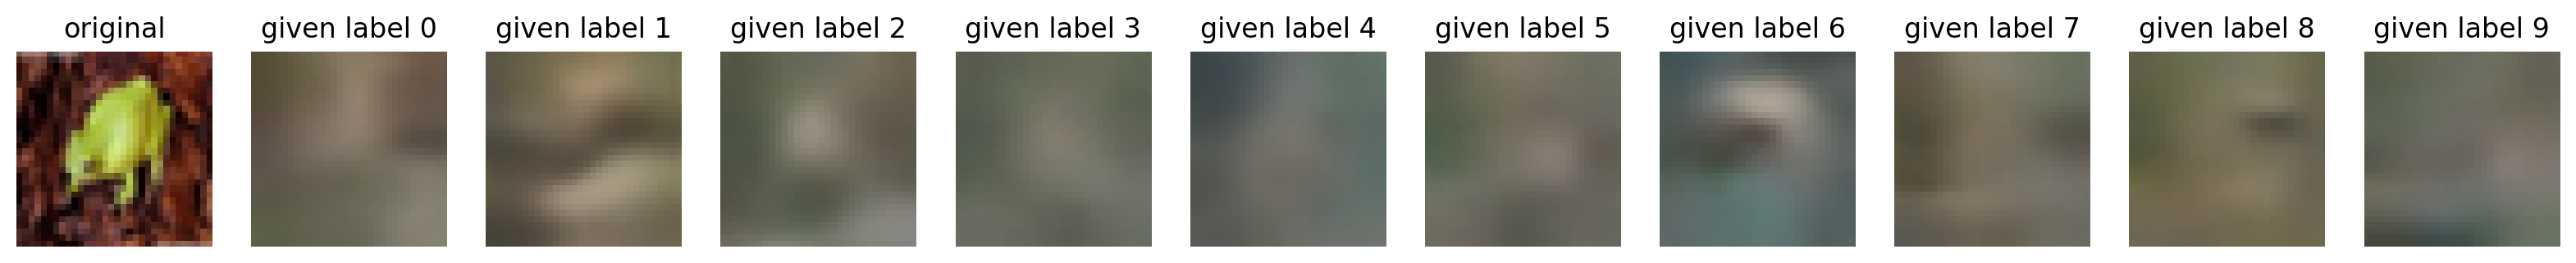 original
given label 0
given label 1
given label 2
given label 3
given label 4
given label 5
given label 6
given label 7
given label 8
given label 9